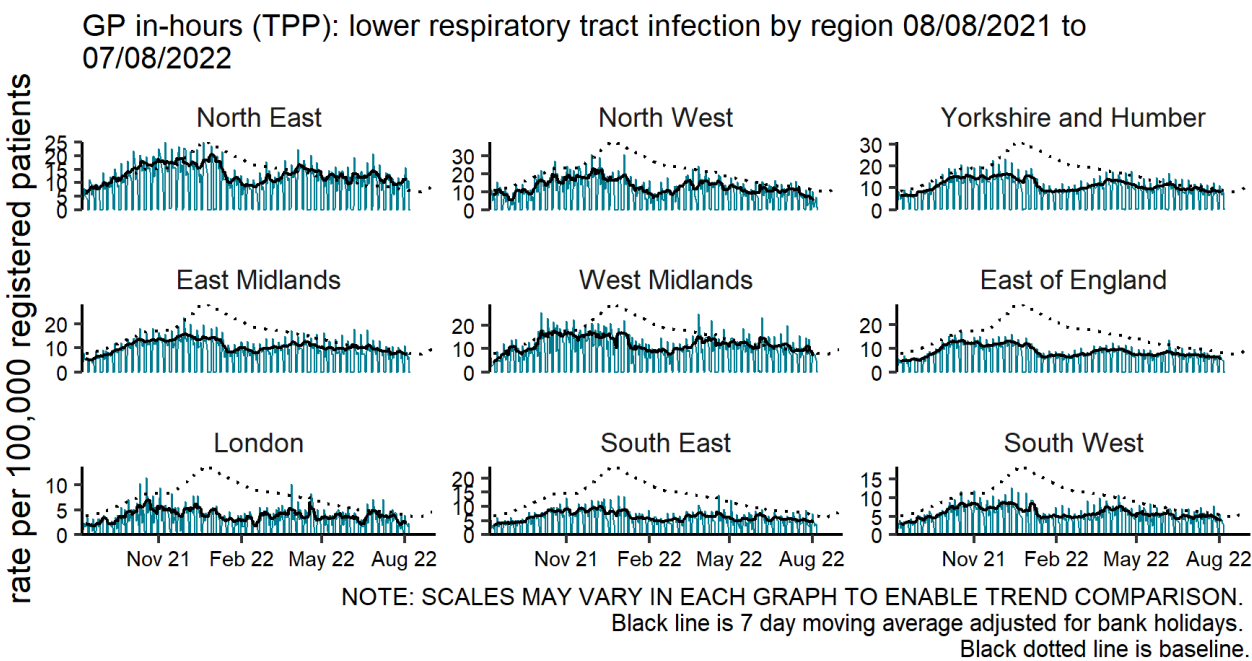 GP in-hours (TPP): lower respiratory tract infection by region 08/08/2021 to
07/08/2022
rate per 100,000 registered patients
North East
25
20
15
10
5
0
North West
30
20
10
0
Yorkshire and Humber
30
20
10
0
East Midlands
20
10
0
West Midlands
20
10
0
East of England
20
10
0
London
10
5
0
South East
20
15
10
5
0
South West
15
10
5
0
Nov 21 Feb 22 May 22 Aug 22
Nov 21 Feb 22 May 22 Aug 22
Nov 21 Feb 22 May 22 Aug 22
NOTE: SCALES MAY VARY IN EACH GRAPH TO ENABLE TREND COMPARISON.
Black line is 7 day moving average adjusted for bank holidays.
Black dotted line is baseline.